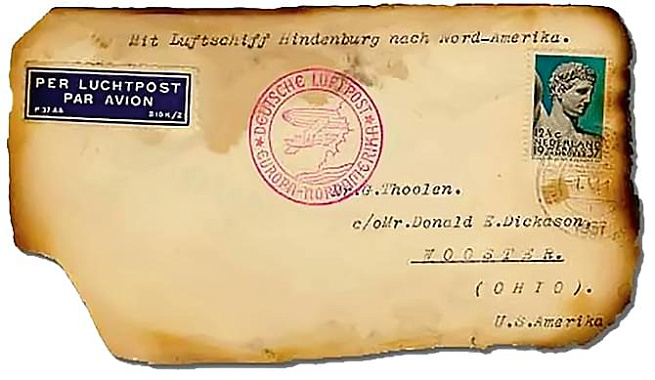 Mit Luftschiff Hindenburg nach Nord-Amerika.
PER LUCHTPOST
PAR AVION
DEUTSCHE LUFTPOST
EUROPA-NORDAMERIKA
NEDERLAND
G.Thoolen.
c/oMr.Donald E.Dickason,
WOOSTER.
(OHIO).
U.S.Amerika